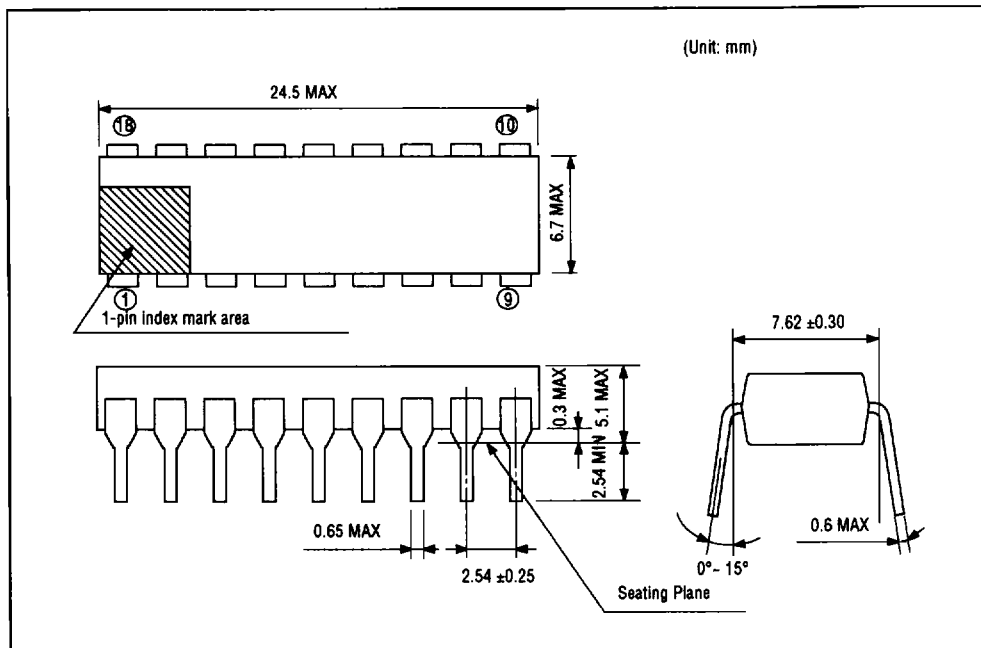 (Unit: mm)
24.5 MAX
18
10
6.7 MAX
1
9
1-pin index mark area
7.62 ±0.30
0.3 MAX
5.1 MAX
2.54 MIN
0.65 MAX
2.54 ±0.25
0.6 MAX
0°~ 15°
Seating Plane